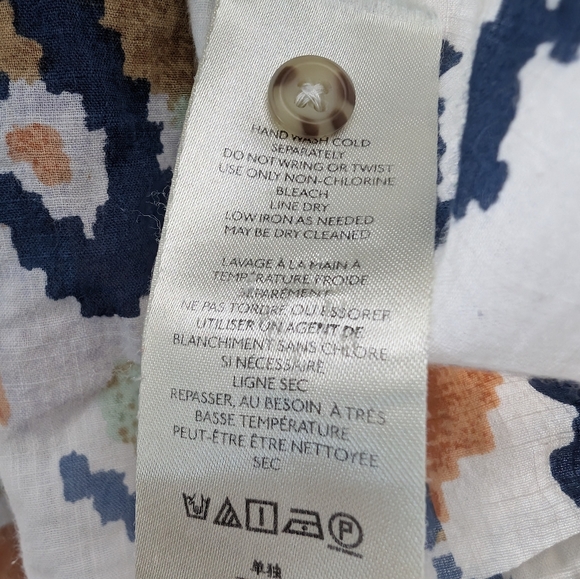 HAND WASH COLD
SEPARATELY
DO NOT WRING OR TWIST
USE ONLY NON-CHLORINE
BLEACH
LINE DRY
LOW IRON AS NEEDED
MAY BE DRY CLEANED
LAVAGE À LA MAIN À
TEMP RATURE FROIDE
SÉPARÉMENT
NE PAS TORDRE OU ESSORER
UTILISER UN AGENT DE
BLANCHIMENT SANS CHLORE
SI NÉCESSAIRE
LIGNE SEC
REPASSER, AU BESOIN À TRÈS
BASSE TEMPÉRATURE
PEUT-ÊTRE ÊTRE NETTOYÉE
SEC
P
单独